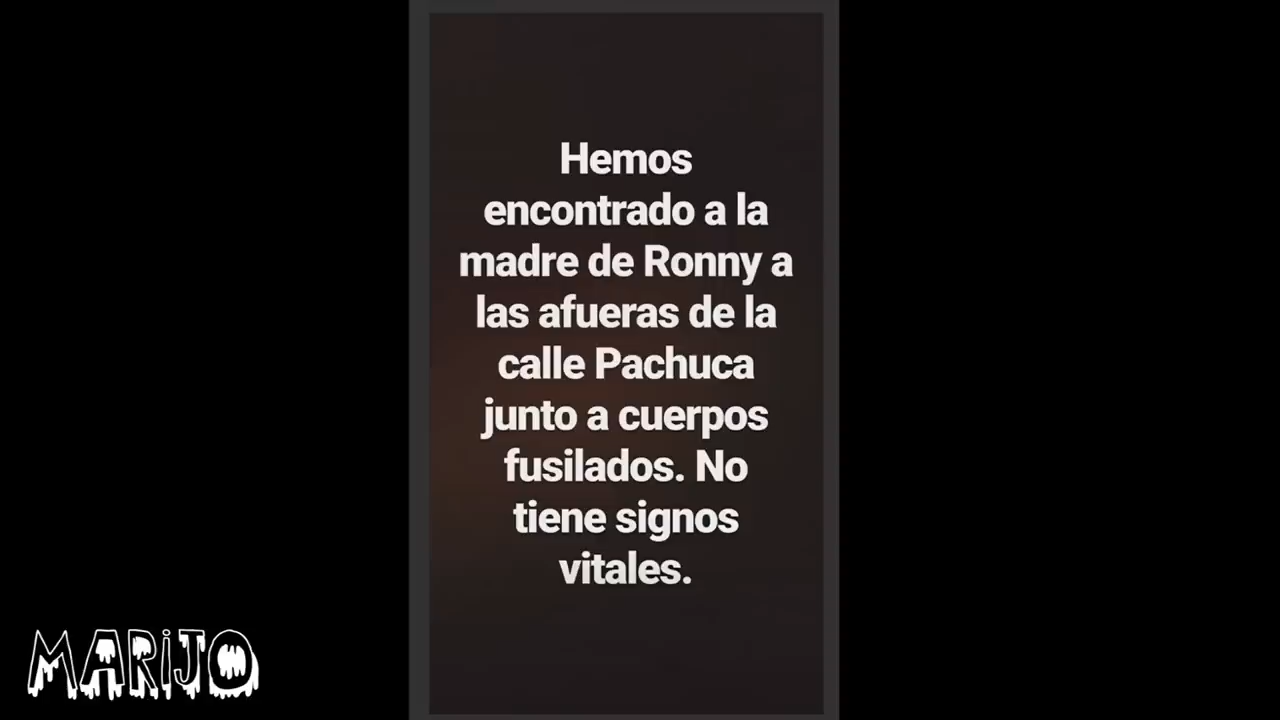 Hemos
encontrado a la
madre de Ronny a
las afueras de la
calle Pachuca
junto a cuerpos
fusilados. No
tiene signos
vitales.
MARiJO